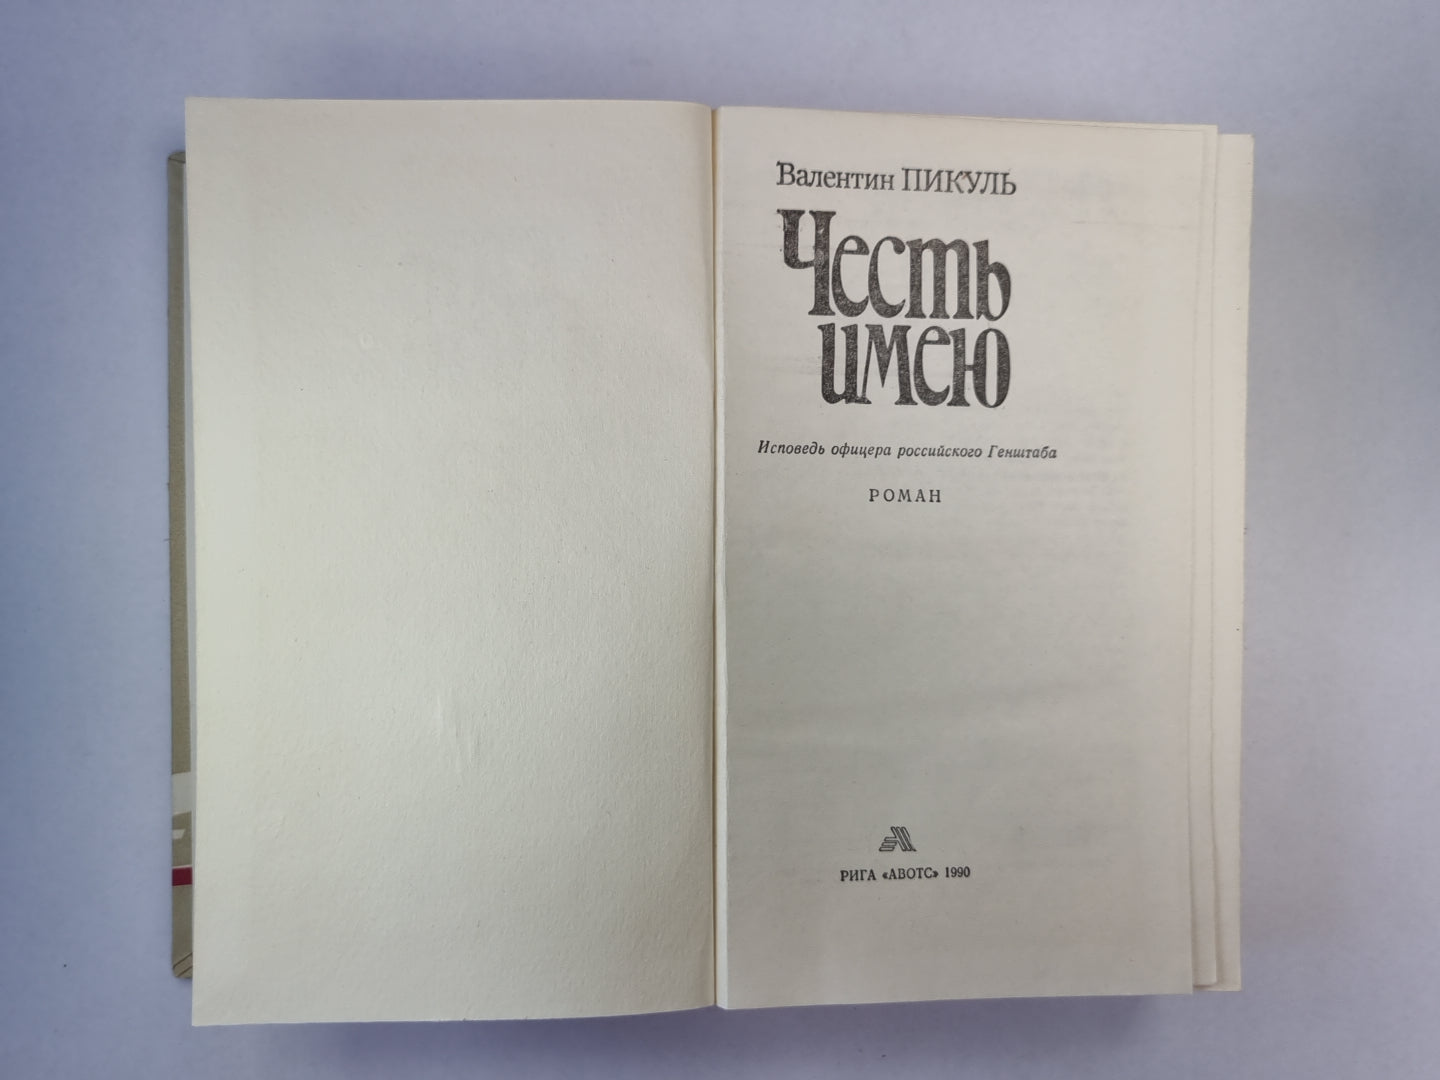 Валентин ПИКУЛЬ
Честь
имею
Исповедь офицера российского Генштаба
РОМАН
РИГА «АВОТС» 1990